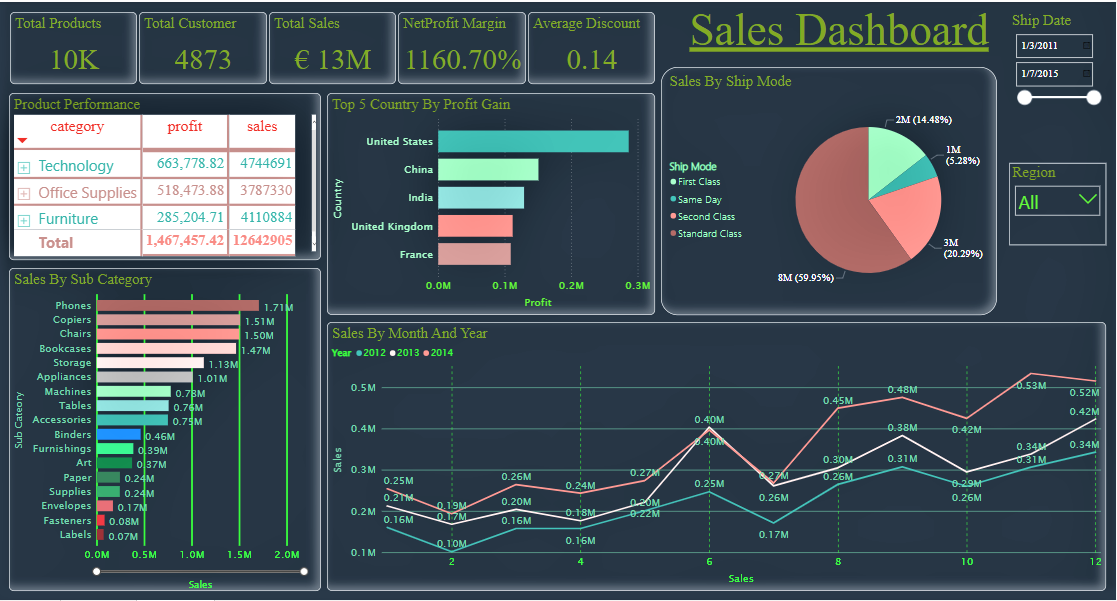 Total Products
10K
Total Customer
4873
Total Sales
€ 13M
NetProfit Margin
1160.70%
Average Discount
0.14
Sales Dashboard
Ship Date
1/3/2011
1/7/2015
Product Performance
category profit sales
Technology 663,778.82 4744691
Office Supplies 518,473.88 3787330
Furniture 285,204.71 4110884
Total 1,467,457.42 12642905
Top 5 Country By Profit Gain
Country
United States
China
India
United Kingdom
France
0.0M 0.1M 0.2M 0.3M
Profit
Sales By Ship Mode
Ship Mode
First Class
Same Day
Second Class
Standard Class
2M (14.48%)
1M
(5.28%)
3M
(20.29%)
8M (59.95%)
Region
All
Sales By Sub Category
Sub Cateory
Phones 1.71M
Copiers 1.51M
Chairs 1.50M
Bookcases 1.47M
Storage 1.13M
Appliances 1.01M
Machines 0.78M
Tables 0.76M
Accessories 0.75M
Binders 0.46M
Furnishings 0.39M
Art 0.37M
Paper 0.24M
Supplies 0.24M
Envelopes 0.17M
Fasteners 0.08M
Labels 0.07M
0.0M 0.5M 1.0M 1.5M 2.0M
Sales
Sales By Month And Year
Year 2012 2013 2014
Sales
0.5M
0.4M
0.3M
0.2M
0.1M
0.25M 0.19M 0.26M 0.24M 0.27M 0.40M 0.27M 0.45M 0.48M 0.42M 0.53M 0.52M
0.21M 0.17M 0.20M 0.18M 0.20M 0.40M 0.26M 0.30M 0.38M 0.29M 0.34M 0.42M
0.16M 0.10M 0.16M 0.16M 0.22M 0.25M 0.17M 0.26M 0.31M 0.26M 0.31M 0.34M
2 4 6 8 10 12
Sales